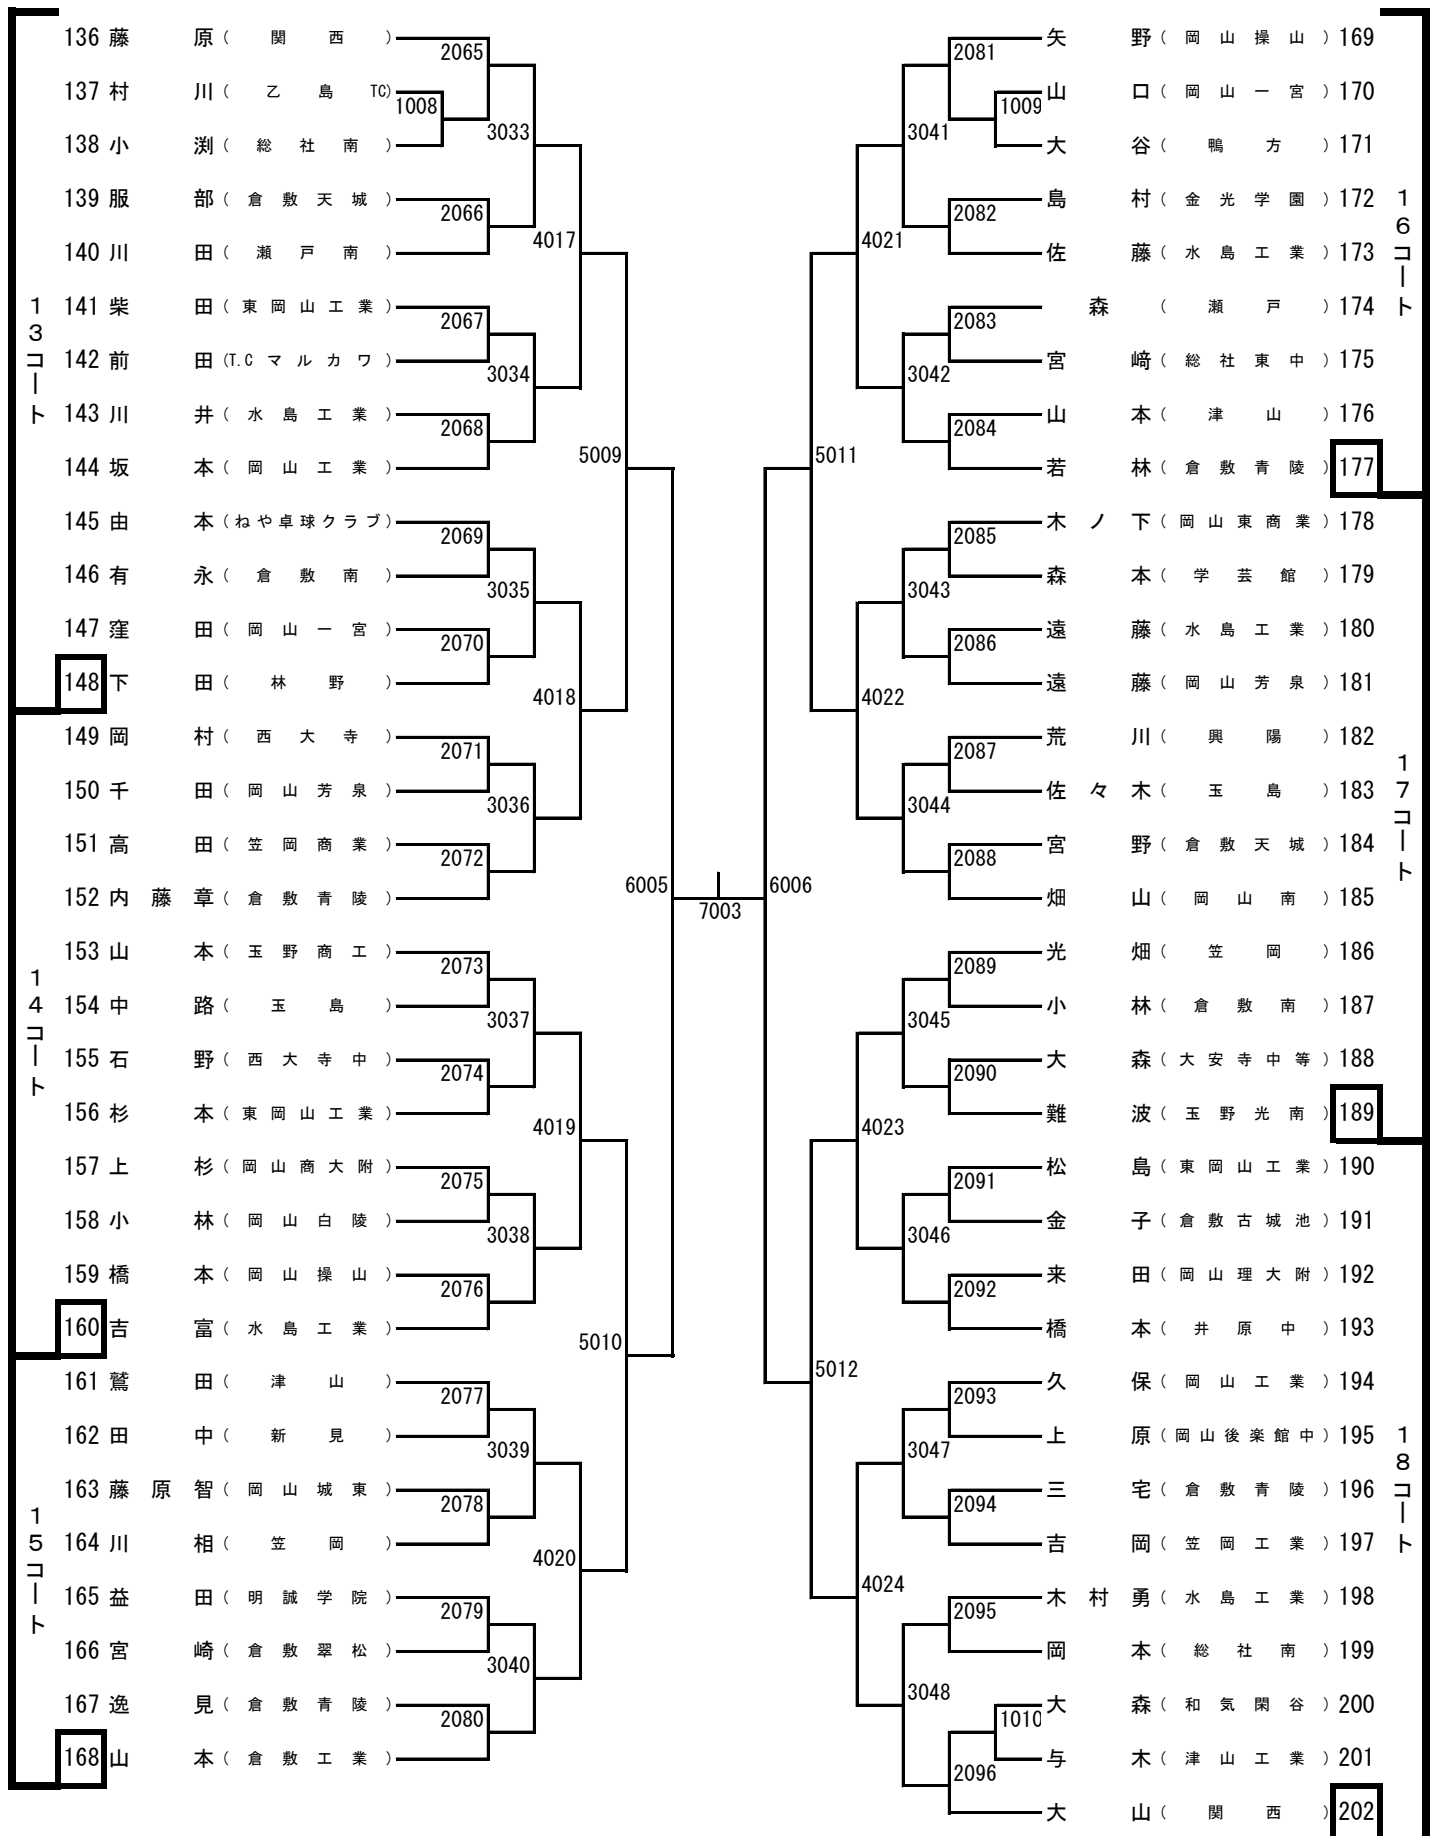 136 藤原(関西)
2065
137 村川(乙島TC)
1008
138 小渕(総社南)
3033
139 服部(倉敷天城)
2066
4017
140 川田(瀬戸南)
141 柴田(東岡山工業)
2067
142 前田(T.Cマルカワ)
3034
143 川井(水島工業)
2068
5009
144 坂本(岡山工業)
145 由本(ねや卓球クラブ)
2069
146 有永(倉敷南)
3035
147 窪田(岡山一宮)
2070
148 下田(林野)
4018
13コート
149 岡村(西大寺)
2071
150 千田(岡山芳泉)
3036
151 高田(笠岡商業)
2072
6005
152 内藤章(倉敷青陵)
7003
153 山本(玉野商工)
2073
154 中路(玉島)
3037
155 石野(西大寺中)
2074
156 杉本(東岡山工業)
4019
157 上杉(岡山商大附)
2075
158 小林(岡山白陵)
3038
159 橋本(岡山操山)
2076
160 吉富(水島工業)
5010
14コート
161 鷲田(津山)
2077
162 田中(新見)
3039
163 藤原智(岡山城東)
2078
164 川相(笠岡)
4020
165 益田(明誠学院)
2079
166 宮崎(倉敷翠松)
3040
167 逸見(倉敷青陵)
2080
168 山本(倉敷工業)
15コート
矢野(岡山操山)169
2081
山口(岡山一宮)170
1009
大谷(鴨方)171
3041
島村(金光学園)172
2082
4021
佐藤(水島工業)173
森(瀬戸)174
2083
宮﨑(総社東中)175
3042
山本(津山)176
2084
5011
若林(倉敷青陵)177
16コート
木ノ下(岡山東商業)178
2085
森本(学芸館)179
3043
遠藤(水島工業)180
2086
遠藤(岡山芳泉)181
4022
荒川(興陽)182
2087
佐々木(玉島)183
3044
宮野(倉敷天城)184
2088
6006
畑山(岡山南)185
光畑(笠岡)186
2089
小林(倉敷南)187
3045
大森(大安寺中等)188
2090
難波(玉野光南)189
4023
17コート
松島(東岡山工業)190
2091
金子(倉敷古城池)191
3046
来田(岡山理大附)192
2092
橋本(井原中)193
5012
久保(岡山工業)194
2093
上原(岡山後楽館中)195
3047
三宅(倉敷青陵)196
2094
吉岡(笠岡工業)197
4024
木村勇(水島工業)198
2095
岡本(総社南)199
3048
大森(和気閑谷)200
1010
与木(津山工業)201
2096
大山(関西)202
18コート